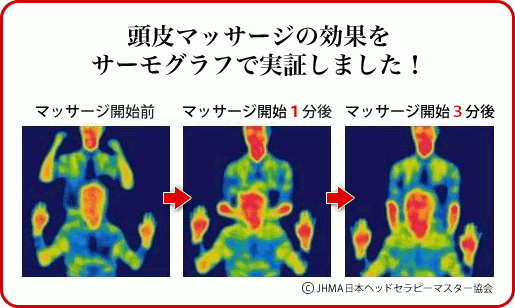 頭皮マッサージの効果を
サーモグラフで実証しました！
マッサージ開始前
マッサージ開始1分後
マッサージ開始3分後
ⒸJHMA日本ヘッドセラピーマスター協会